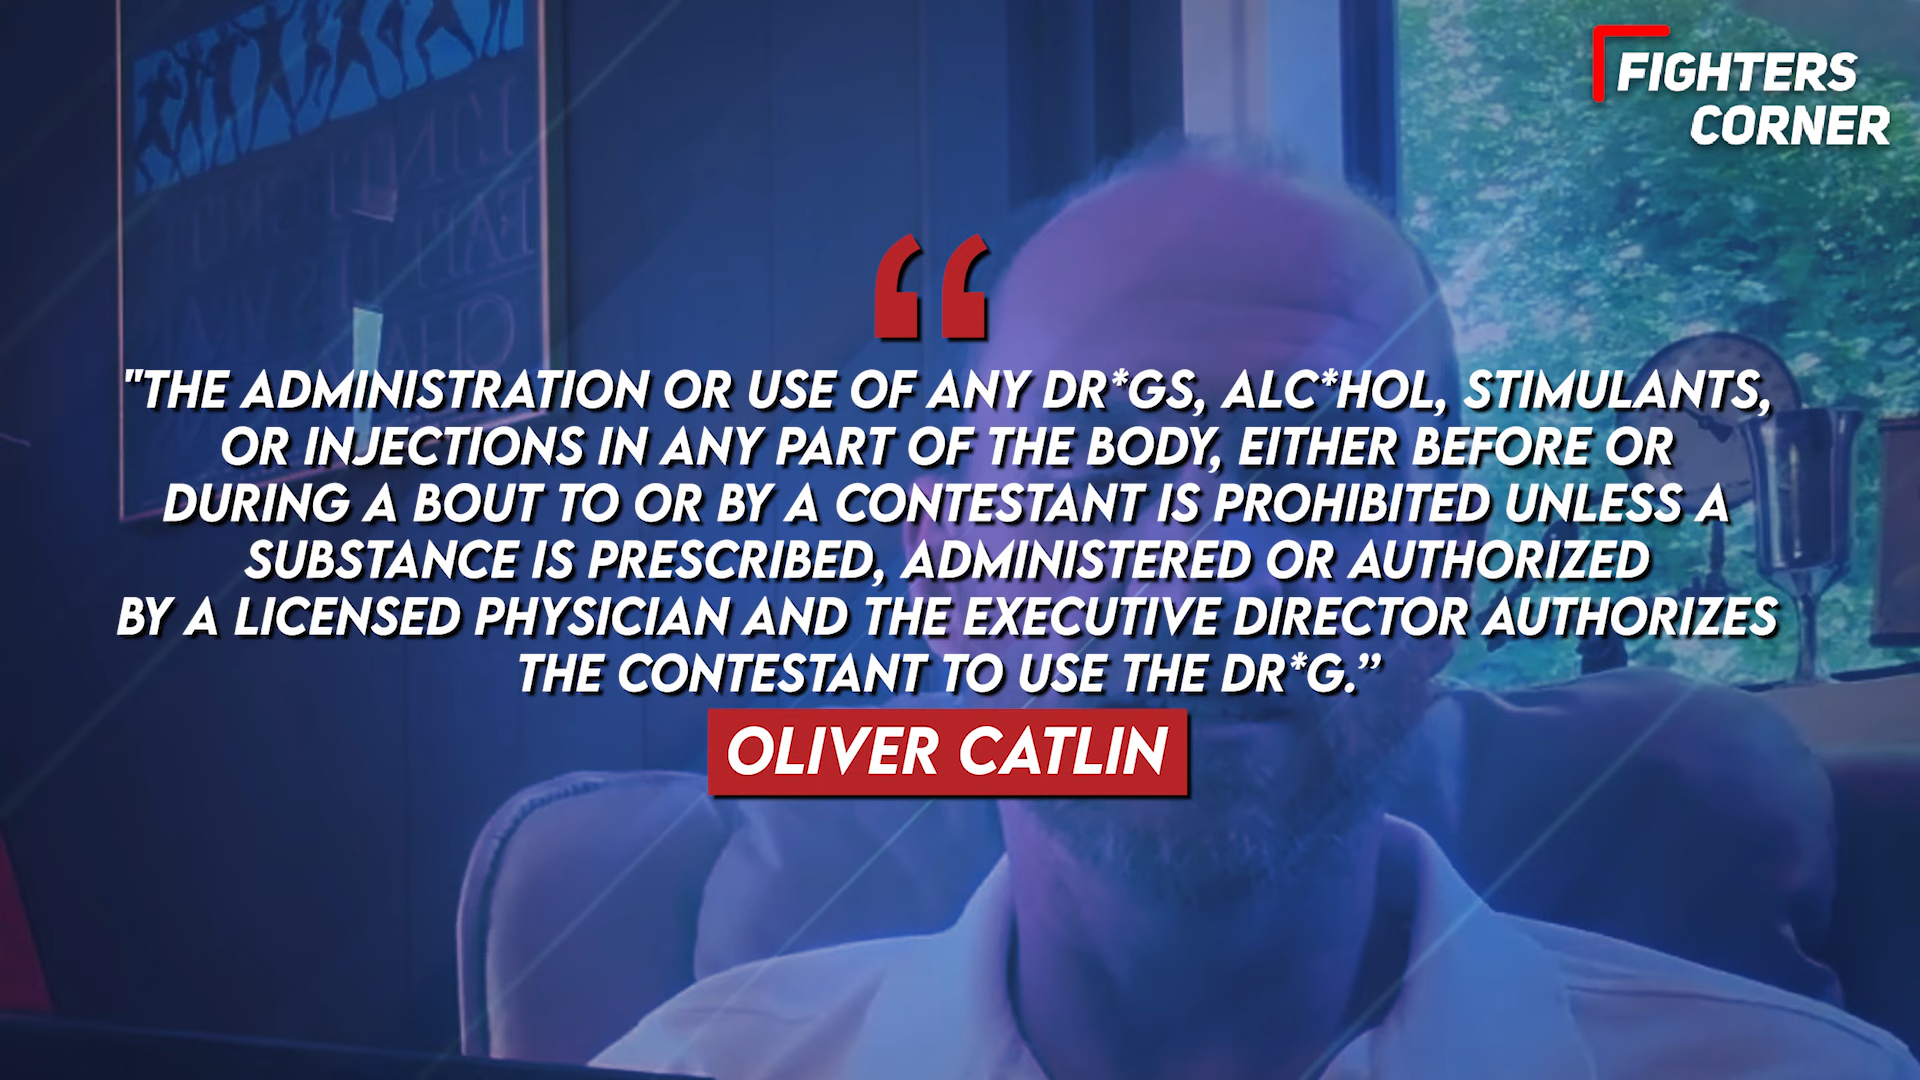 FIGHTERS
CORNER
"THE ADMINISTRATION OR USE OF ANY DR*GS, ALC*HOL, STIMULANTS,
OR INJECTIONS IN ANY PART OF THE BODY, EITHER BEFORE OR
DURING A BOUT TO OR BY A CONTESTANT IS PROHIBITED UNLESS A
SUBSTANCE IS PRESCRIBED, ADMINISTERED OR AUTHORIZED
BY A LICENSED PHYSICIAN AND THE EXECUTIVE DIRECTOR AUTHORIZES
THE CONTESTANT TO USE THE DR*G.”
OLIVER CATLIN